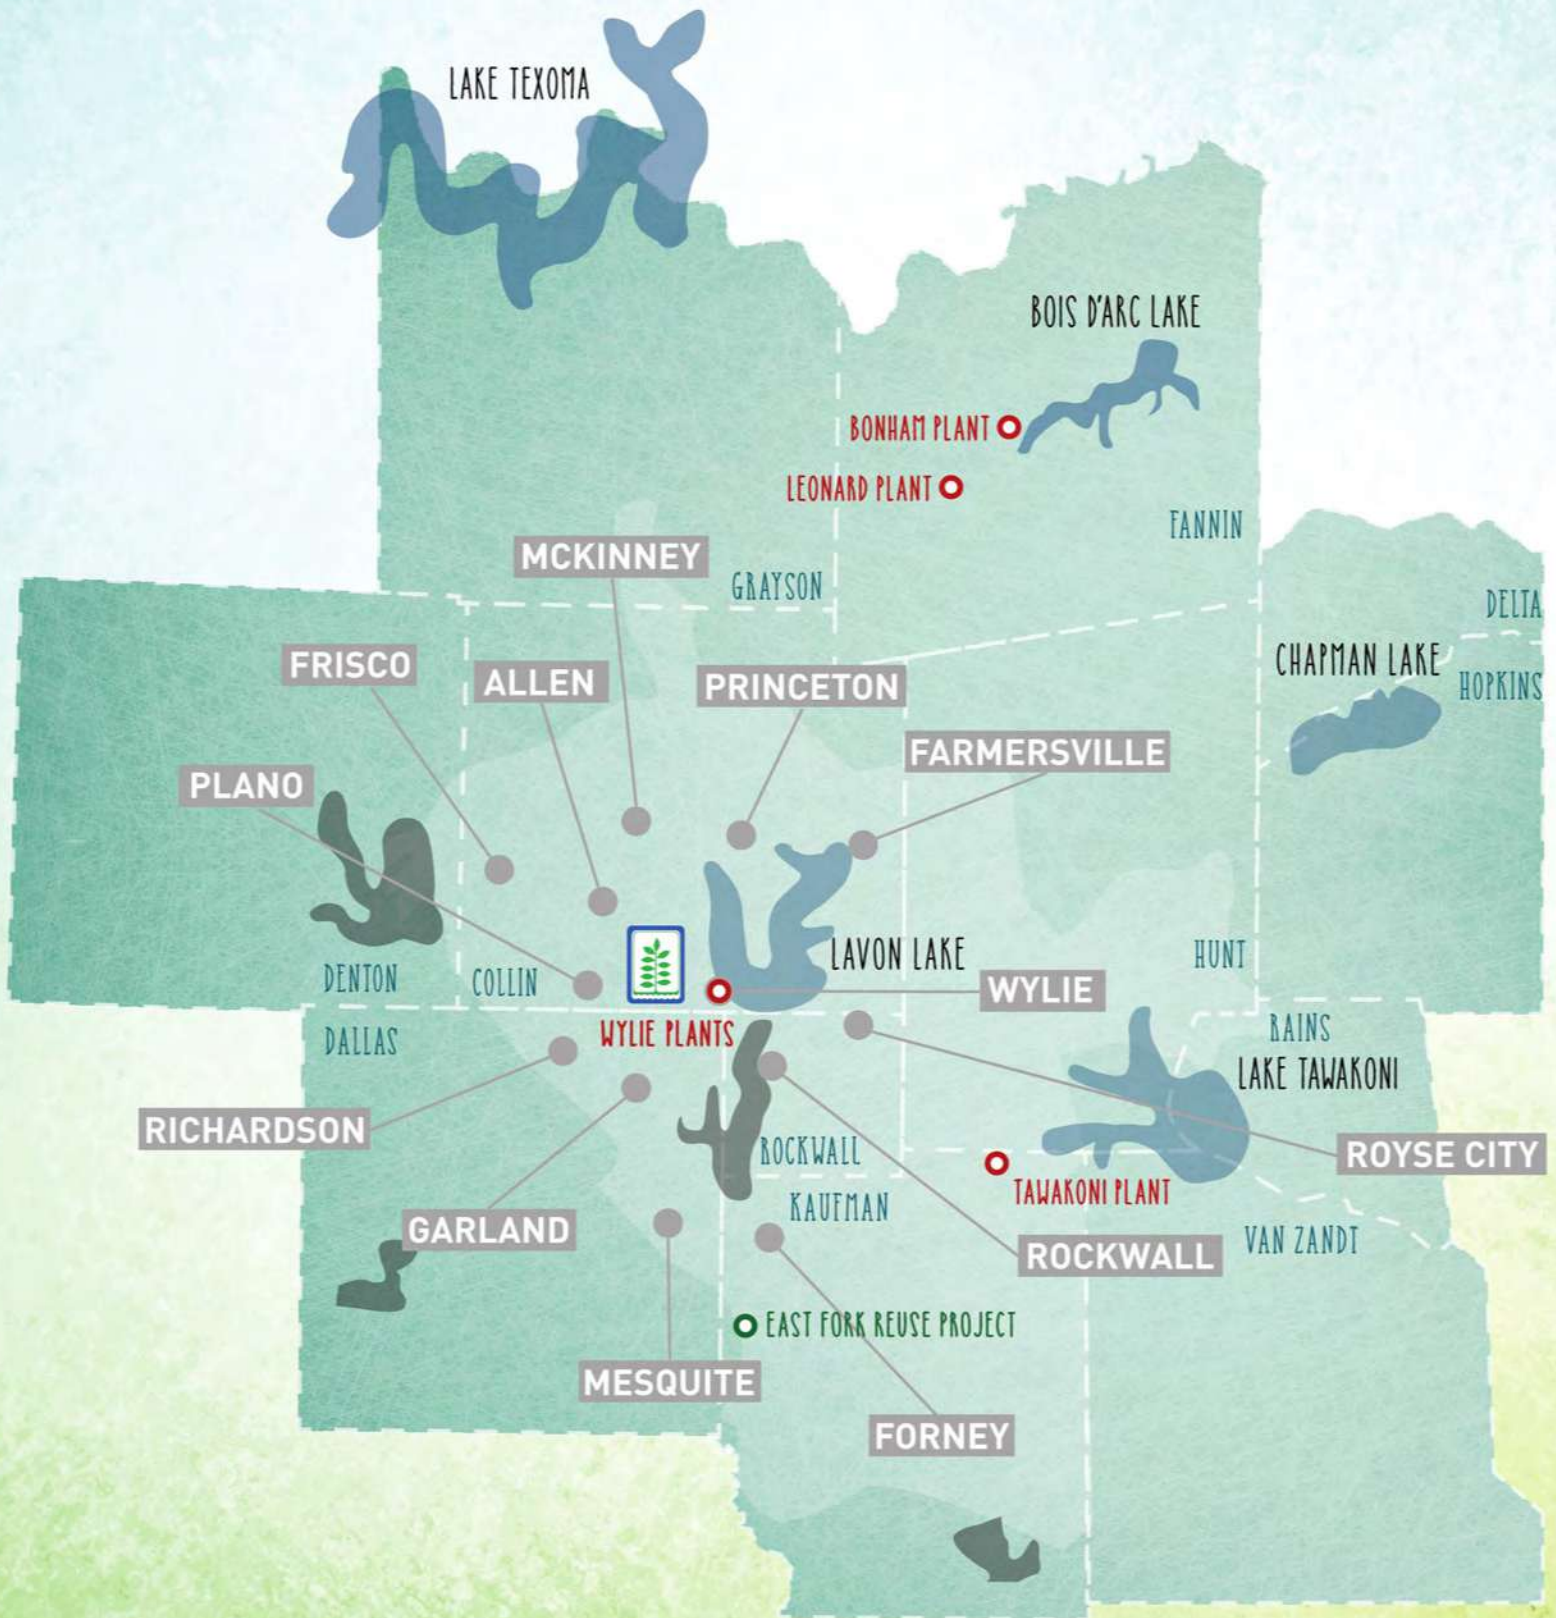 LAKE TEXOMA
BOIS D'ARC LAKE
BONHAM PLANT
LEONARD PLANT
FANNIN
MCKINNEY
GRAYSON
DELTA
FRISCO
ALLEN
PRINCETON
CHAPMAN LAKE
HOPKINS
FARMERSVILLE
PLANO
LAVON LAKE
HUNT
DENTON
COLLIN
WYLIE
DALLAS
WYLIE PLANTS
RAINS
LAKE TAWAKONI
RICHARDSON
ROCKWALL
ROYSE CITY
TAWAKONI PLANT
KAUFMAN
GARLAND
VAN ZANDT
ROCKWALL
EAST FORK REUSE PROJECT
MESQUITE
FORNEY